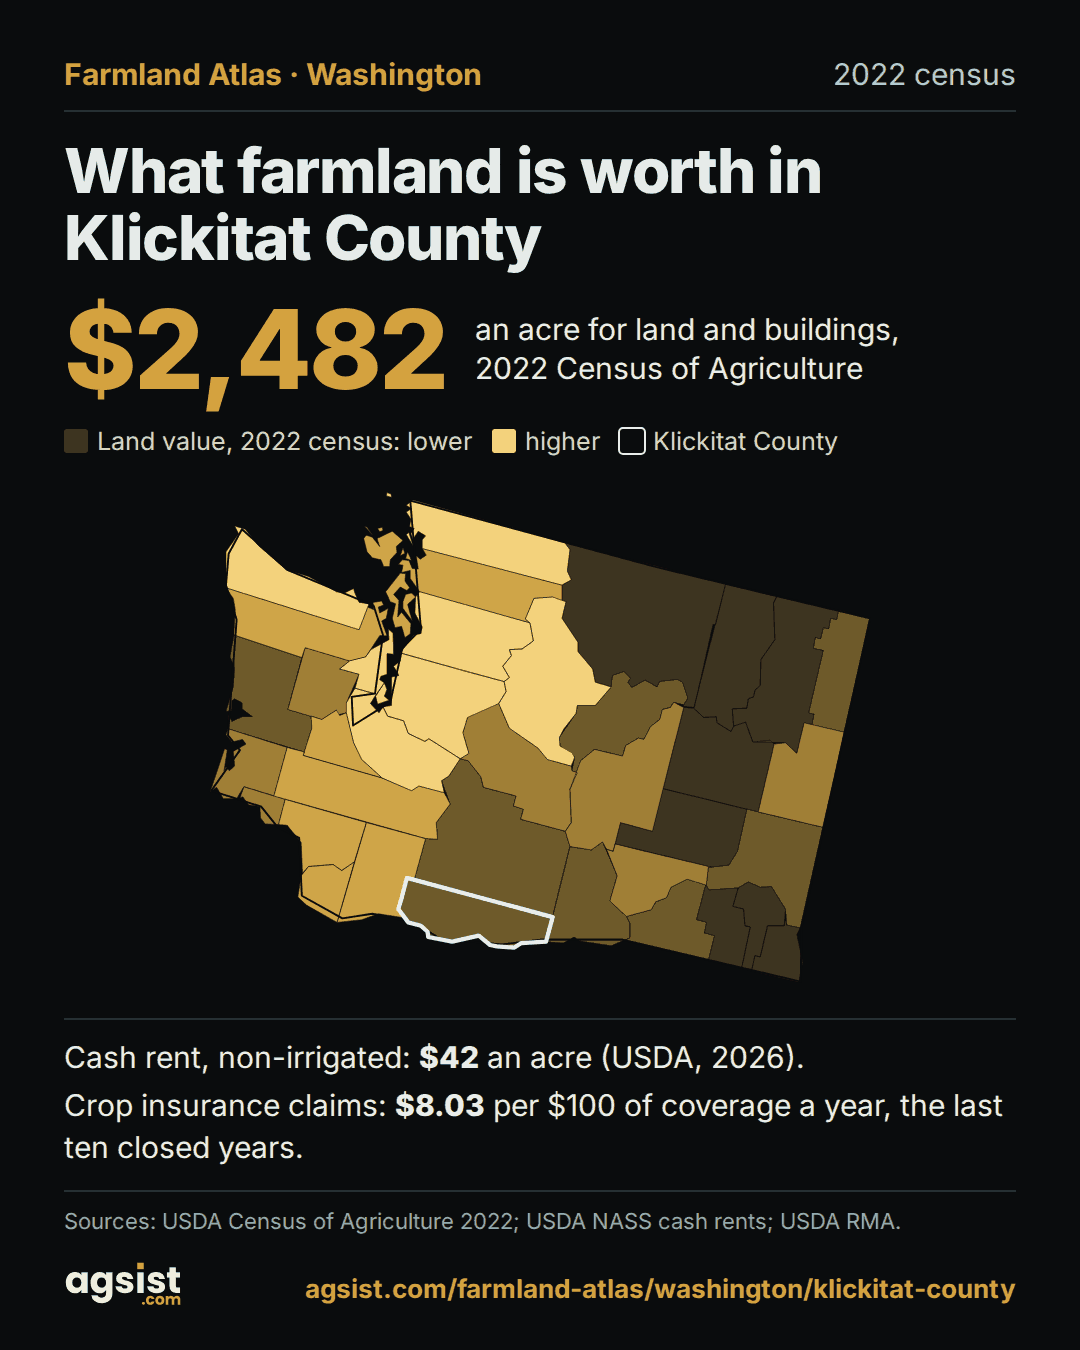 Farmland Atlas · Washington
2022 census
What farmland is worth in
Klickitat County
$2,482
an acre for land and buildings,
2022 Census of Agriculture
Land value, 2022 census: lower
higher
Klickitat County
Cash rent, non-irrigated: $42 an acre (USDA, 2026).
Crop insurance claims: $8.03 per $100 of coverage a year, the last
ten closed years.
Sources: USDA Census of Agriculture 2022; USDA NASS cash rents; USDA RMA.
agsist
.com
agsist.com/farmland-atlas/washington/klickitat-county